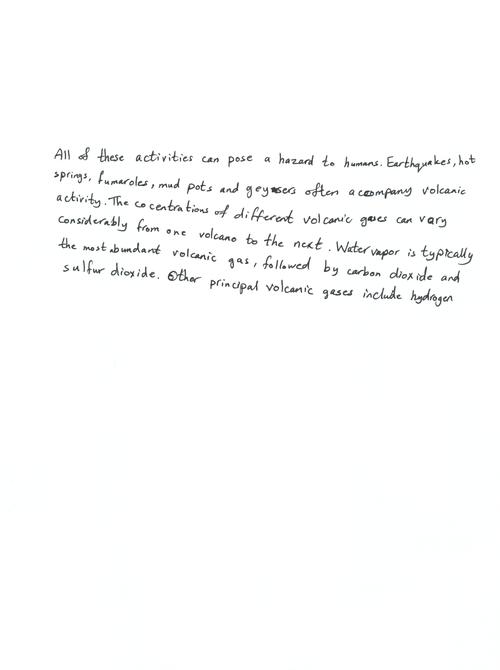 All of these activities can pose a hazard to humans. Earthquakes, hot
springs, fumaroles, mud pots and geysers often accompany volcanic
activity. The cocentrations of different volcanic gases can vary
considerably from one volcano to the next. Water vapor is typically
the most abundant volcanic gas, followed by carbon dioxide and
sulfur dioxide. Other principal volcanic gases include hydrogen